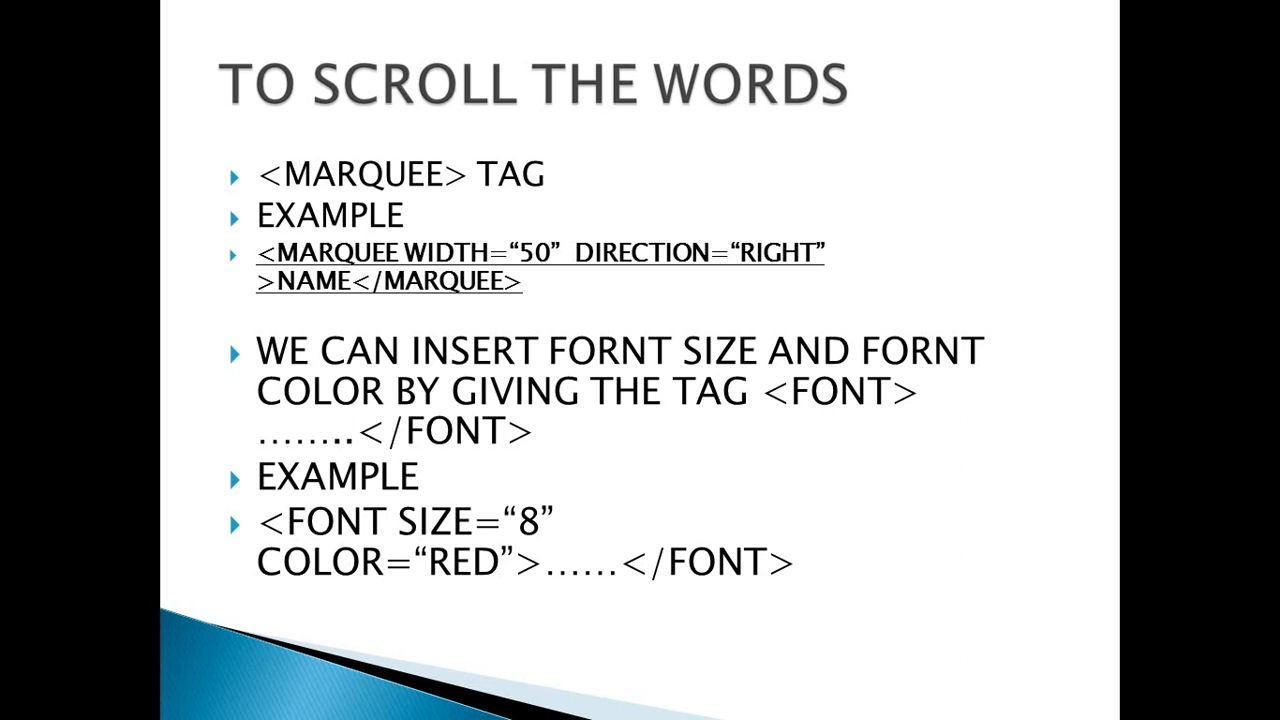 TO SCROLL THE WORDS
<MARQUEE> TAG
EXAMPLE
<MARQUEE WIDTH=“50”  DIRECTION=“RIGHT”
>NAME</MARQUEE>
WE CAN INSERT FORNT SIZE AND FORNT
COLOR BY GIVING THE TAG <FONT>
……..</FONT>
EXAMPLE
<FONT SIZE=“8”
COLOR=“RED”>……</FONT>